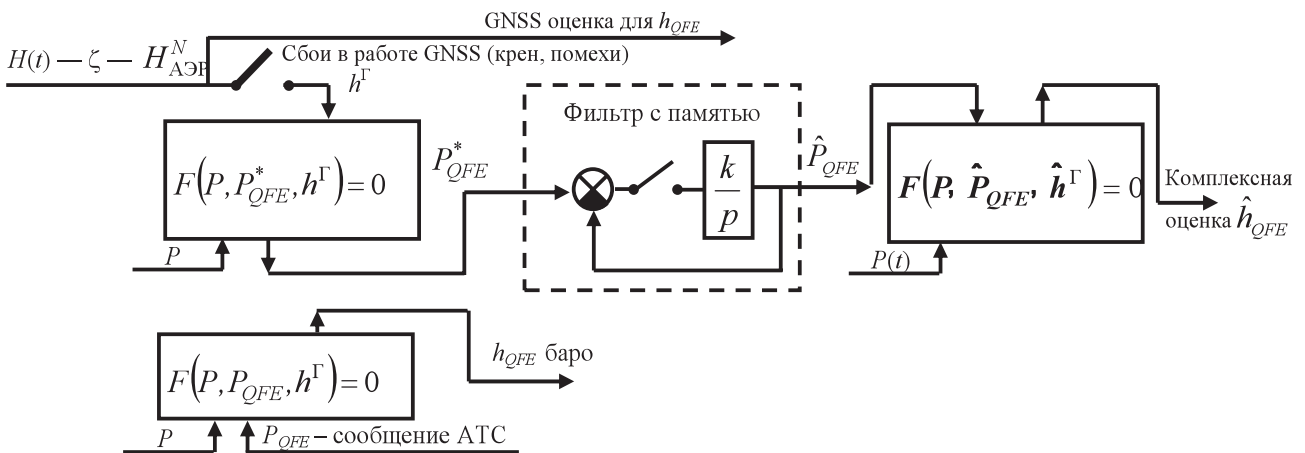 GNSS оценка для h_QFE
H(t) — ζ — H^N_АЭР
Сбои в работе GNSS (крен, помехи)
h^Г
Фильтр с памятью
F(P, P^*_QFE, h^Г) = 0
P^*_QFE
k/p
P̂_QFE
F(P, P̂_QFE, ĥ^Г) = 0
Комплексная
оценка ĥ_QFE
P
P(t)
F(P, P_QFE, h^Г) = 0
h_QFE баро
P
P_QFE – сообщение АТС